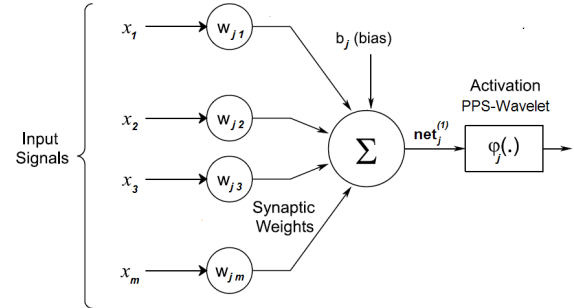 x1
wj1
bj (bias)
Activation
PPS-Wavelet
x2
wj2
Input
Signals
Σ
netj(1)
φj(.)
x3
wj3
Synaptic
Weights
xm
wjm